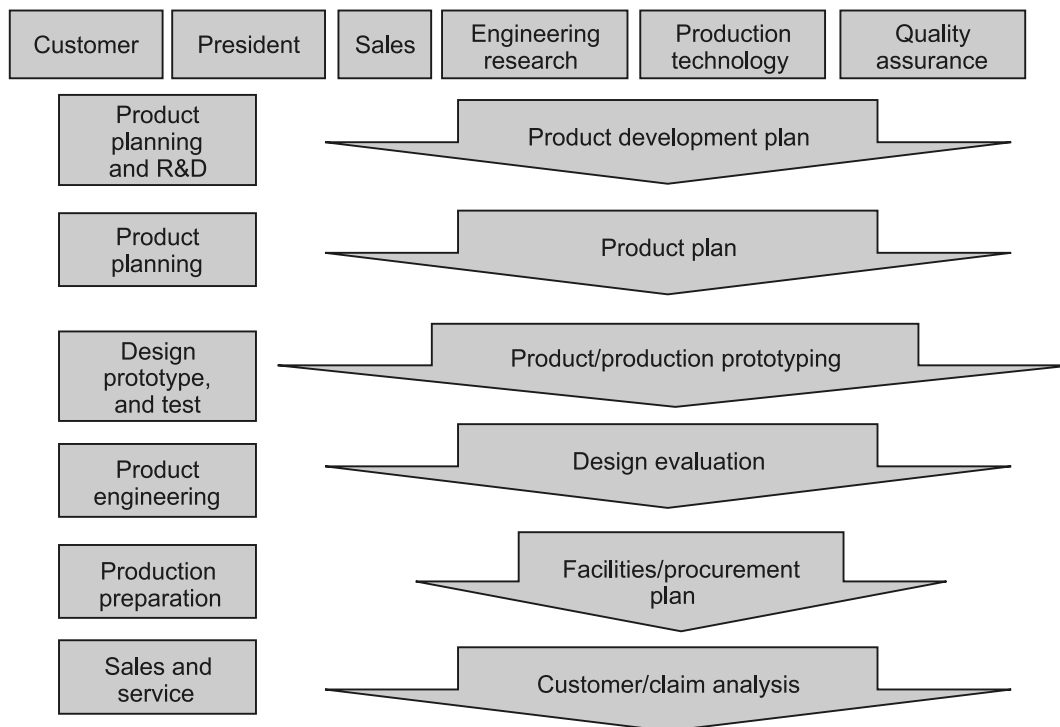 Customer
President
Sales
Engineering
research
Production
technology
Quality
assurance
Product
planning
and R&D
Product development plan
Product
planning
Product plan
Design
prototype,
and test
Product/production prototyping
Product
engineering
Design evaluation
Production
preparation
Facilities/procurement
plan
Sales and
service
Customer/claim analysis